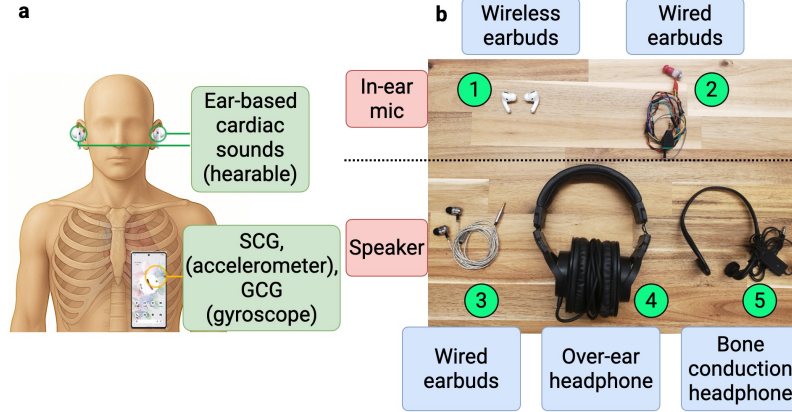 a
Ear-based
cardiac
sounds
(hearable)
SCG,
(accelerometer),
GCG
(gyroscope)
b
Wireless
earbuds
Wired
earbuds
In-ear
mic
1
2
Speaker
3
4
5
Wired
earbuds
Over-ear
headphone
Bone
conduction
headphone